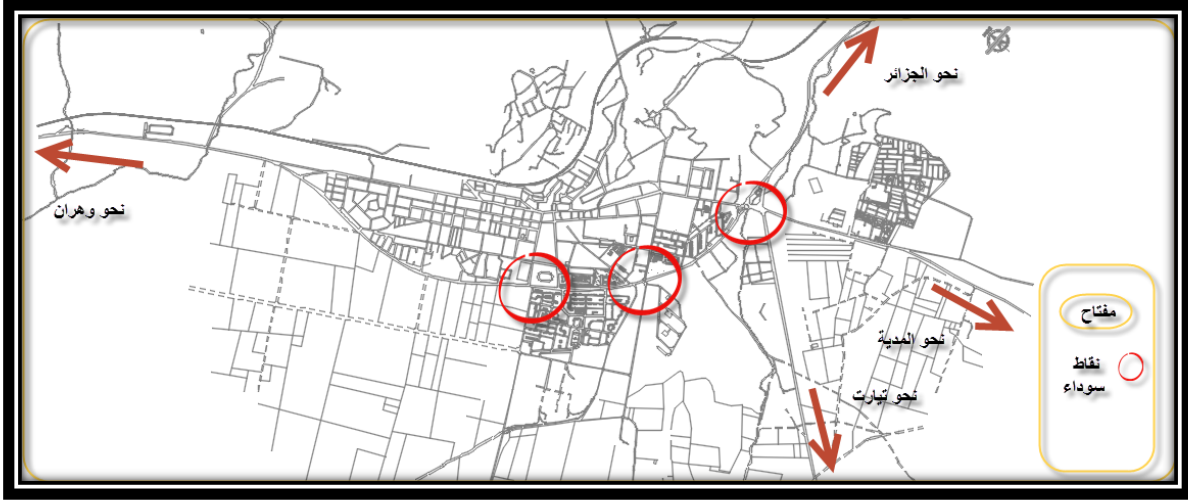 نحو الجزائر
نحو وهران
نحو المدية
نحو تيارت
مفتاح
نقاط
سوداء